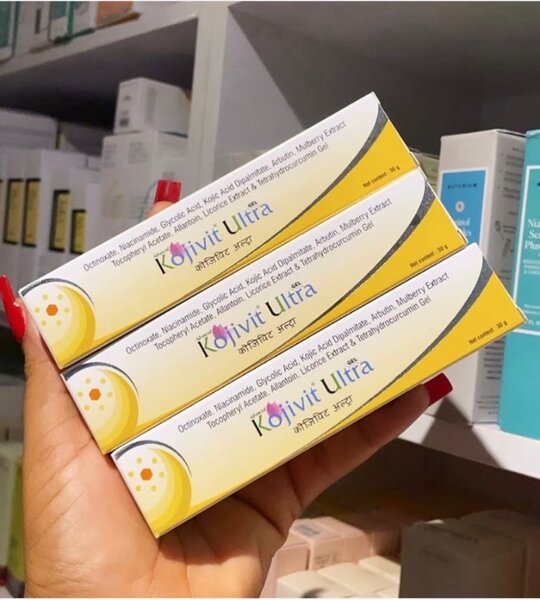 Octinoxate, Niacinamide, Glycolic Acid, Kojic Acid Dipalmitate, Arbutin, Mulberry Extract
Tocopheryl Acetate, Allantoin, Licorice Extract & Tetrahydrocurcumin Gel
Kojivit® Ultra GEL
कोजिविट अल्ट्रा
Net content : 30 g
Octinoxate, Niacinamide, Glycolic Acid, Kojic Acid Dipalmitate, Arbutin, Mulberry Extract
Tocopheryl Acetate, Allantoin, Licorice Extract & Tetrahydrocurcumin Gel
Kojivit® Ultra GEL
कोजिविट अल्ट्रा
Net content : 30 g
Octinoxate, Niacinamide, Glycolic Acid, Kojic Acid Dipalmitate, Arbutin, Mulberry Extract
Tocopheryl Acetate, Allantoin, Licorice Extract & Tetrahydrocurcumin Gel
Kojivit® Ultra GEL
कोजिविट अल्ट्रा
Net content : 30 g
NATURIUM